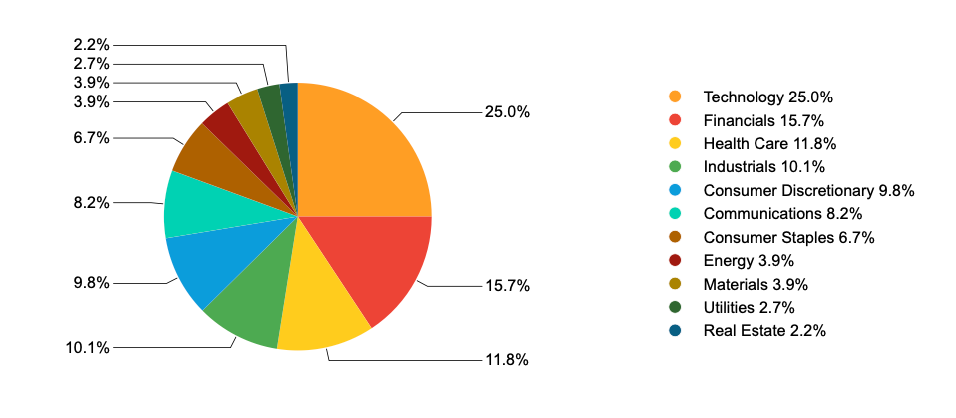 2.2%
2.7%
3.9%
3.9%
6.7%
8.2%
9.8%
10.1%
25.0%
15.7%
11.8%
Technology 25.0%
Financials 15.7%
Health Care 11.8%
Industrials 10.1%
Consumer Discretionary 9.8%
Communications 8.2%
Consumer Staples 6.7%
Energy 3.9%
Materials 3.9%
Utilities 2.7%
Real Estate 2.2%